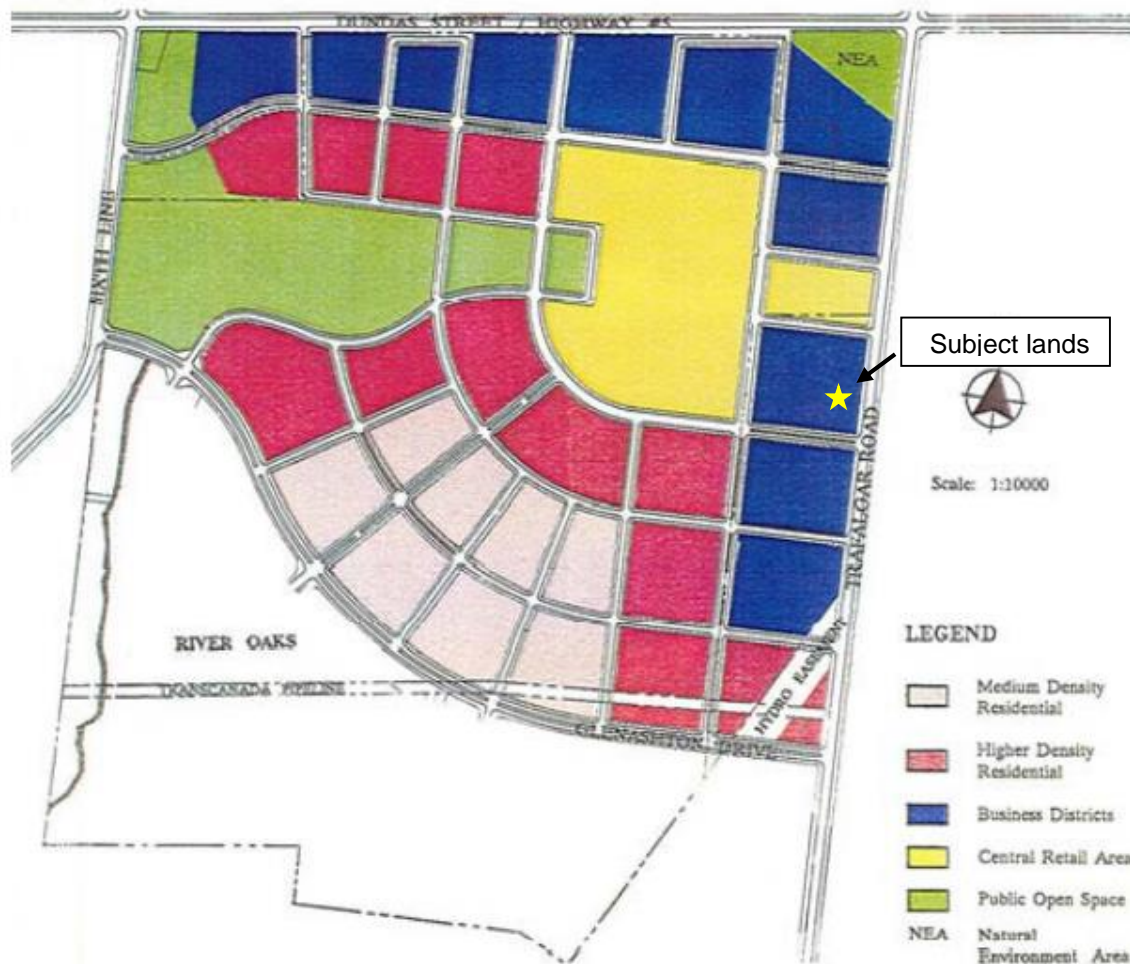 DUNDAS STREET / HIGHWAY #5
NEA
SIXTH LINE
Subject lands
TRAFALGAR ROAD
Scale: 1:10000
RIVER OAKS
TRANSCANADA PIPELINE
HYDRO EASEMENT
GLENASHTON DRIVE
LEGEND
Medium Density
Residential
Higher Density
Residential
Business Districts
Central Retail Area
Public Open Space
NEA Natural
Environment Area